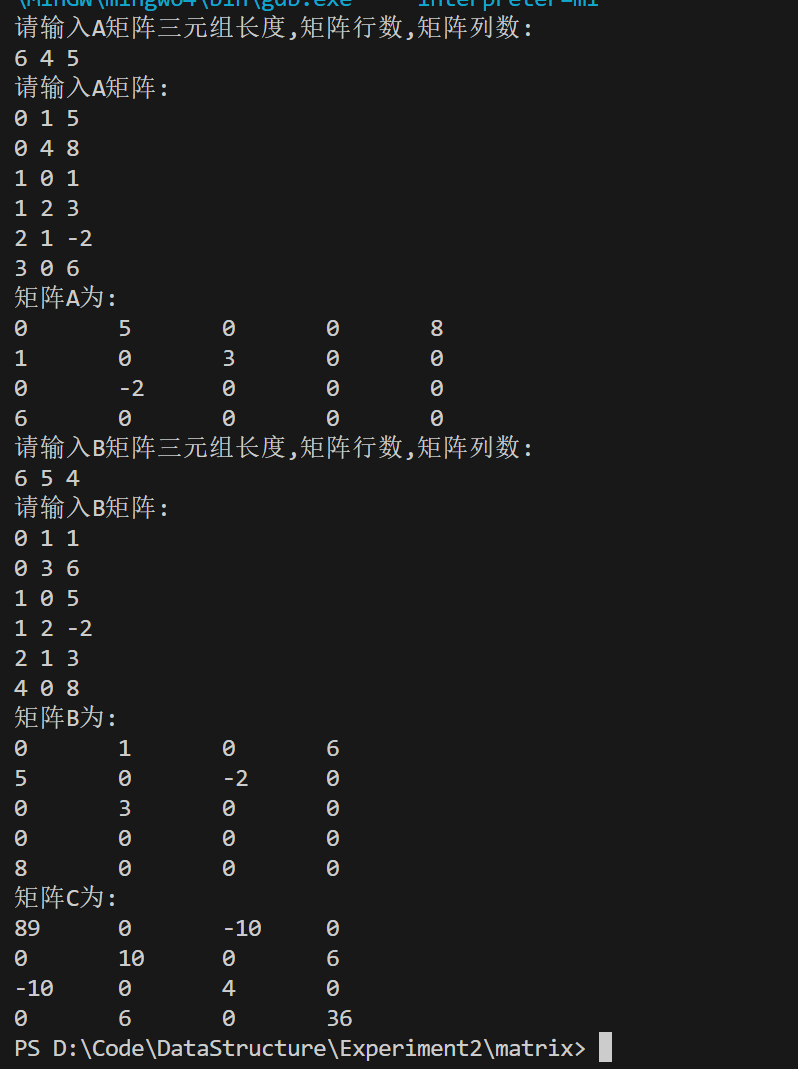 \MinGW\mingw64\bin\gdb.exe' '--interpreter=mi'
请输入A矩阵三元组长度,矩阵行数,矩阵列数:
6 4 5
请输入A矩阵:
0 1 5
0 4 8
1 0 1
1 2 3
2 1 -2
3 0 6
矩阵A为:
0 5 0 0 8
1 0 3 0 0
0 -2 0 0 0
6 0 0 0 0
请输入B矩阵三元组长度,矩阵行数,矩阵列数:
6 5 4
请输入B矩阵:
0 1 1
0 3 6
1 0 5
1 2 -2
2 1 3
4 0 8
矩阵B为:
0 1 0 6
5 0 -2 0
0 3 0 0
0 0 0 0
8 0 0 0
矩阵C为:
89 0 -10 0
0 10 0 6
-10 0 4 0
0 6 0 36
PS D:\Code\DataStructure\Experiment2\matrix>